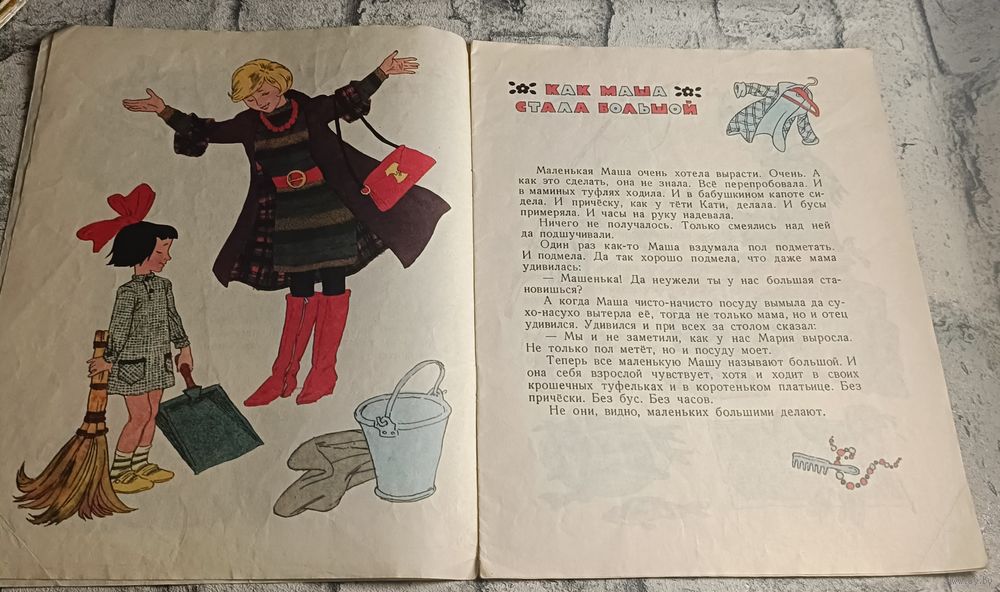 КАК МАША
СТАЛА БОЛЬШОЙ
Маленькая Маша очень хотела вырасти. Очень. А
как это сделать, она не знала. Всё перепробовала. И
в маминых туфлях ходила. И в бабушкином капоте си-
дела. И причёску, как у тёти Кати, делала. И бусы
примеряла. И часы на руку надевала.
Ничего не получалось. Только смеялись над ней
да подшучивали.
Один раз как-то Маша вздумала пол подметать.
И подмела. Да так хорошо подмела, что даже мама
удивилась:
— Машенька! Да неужели ты у нас большая ста-
новишься?
А когда Маша чисто-начисто посуду вымыла да су-
хо-насухо вытерла её, тогда не только мама, но и отец
удивился. Удивился и при всех за столом сказал:
— Мы и не заметили, как у нас Мария выросла.
Не только пол метёт, но и посуду моет.
Теперь все маленькую Машу называют большой. И
она себя взрослой чувствует, хотя и ходит в своих
крошечных туфельках и в коротеньком платьице. Без
причёски. Без бус. Без часов.
Не они, видно, маленьких большими делают.